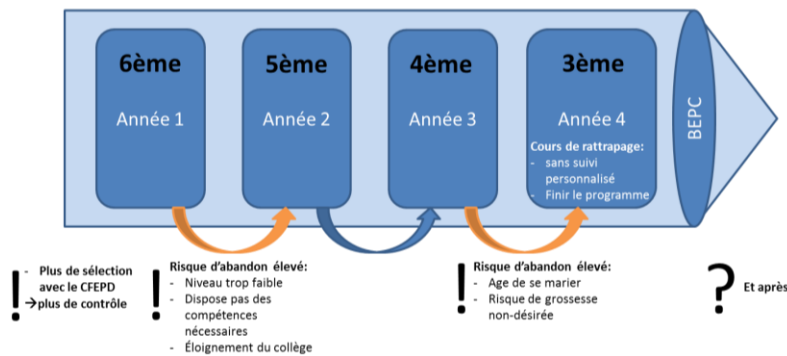 6ème
Année 1
5ème
Année 2
4ème
Année 3
3ème
Année 4
Cours de rattrapage:
- sans suivi
personnalisé
- Finir le programme
BEPC
!
- Plus de sélection
avec le CFEPD
→plus de contrôle
!
Risque d'abandon élevé:
- Niveau trop faible
- Dispose pas des
compétences
nécessaires
- Éloignement du collège
!
Risque d'abandon élevé:
- Age de se marier
- Risque de grossesse
non-désirée
?
Et après